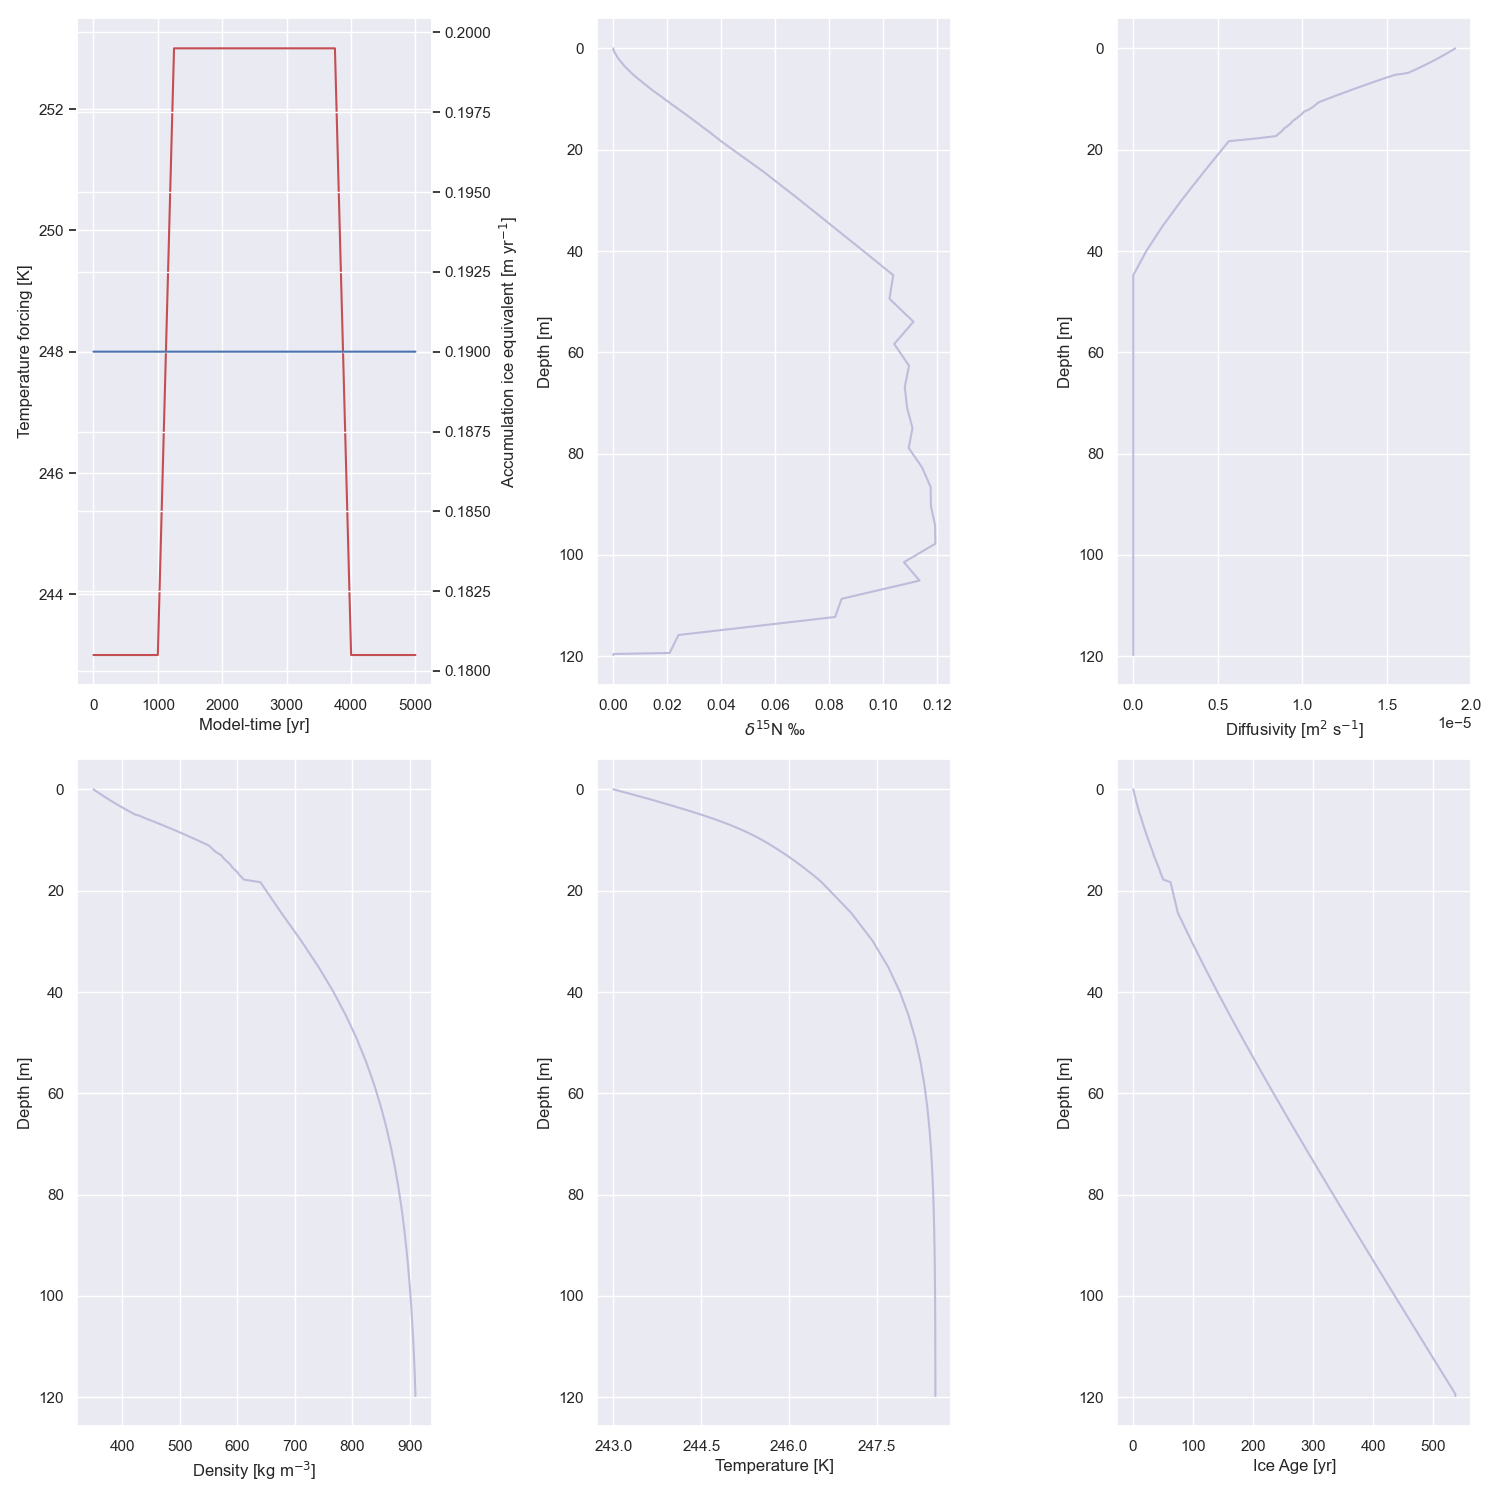 252
250
248
246
244
Temperature forcing [K]
0 1000 2000 3000 4000 5000
Model-time [yr]
0.2000
0.1975
0.1950
0.1925
0.1900
0.1875
0.1850
0.1825
0.1800
Accumulation ice equivalent [m yr⁻¹]
0
20
40
60
80
100
120
Depth [m]
0.00 0.02 0.04 0.06 0.08 0.10 0.12
δ¹⁵N ‰
0
20
40
60
80
100
120
Depth [m]
0.0 0.5 1.0 1.5 2.0
1e−5
Diffusivity [m² s⁻¹]
0
20
40
60
80
100
120
Depth [m]
400 500 600 700 800 900
Density [kg m⁻³]
0
20
40
60
80
100
120
Depth [m]
243.0 244.5 246.0 247.5
Temperature [K]
0
20
40
60
80
100
120
Depth [m]
0 100 200 300 400 500
Ice Age [yr]